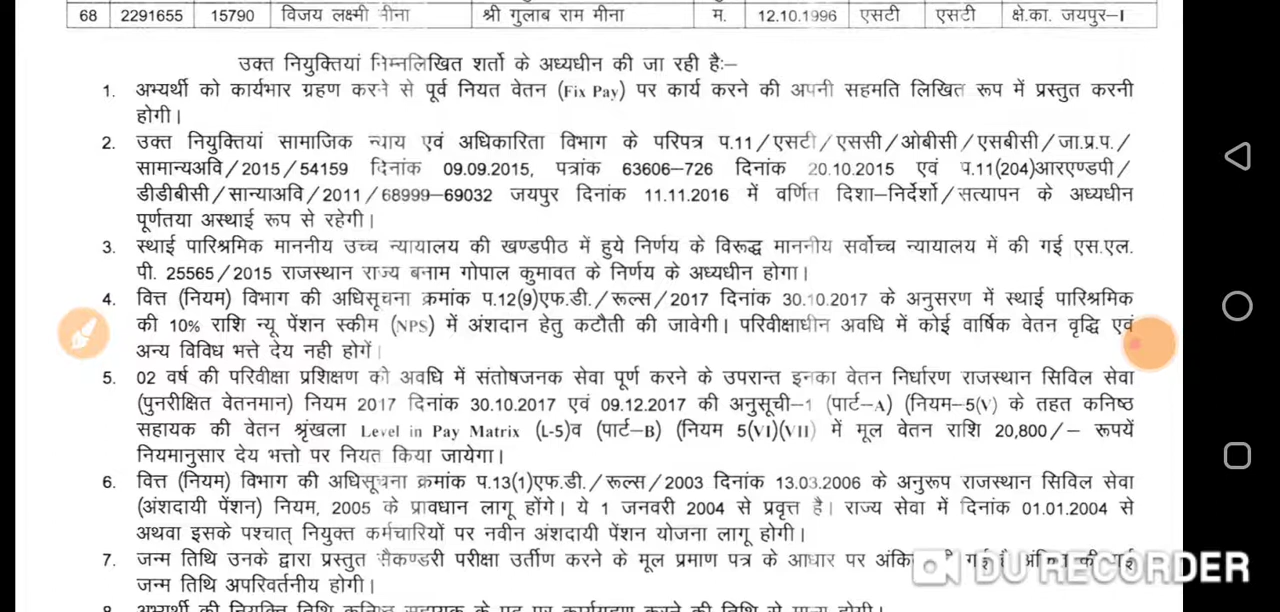 68 2291655 15790 विजय लक्ष्मी मीना श्री गुलाब राम मीना म. 12.10.1996 एसटी एसटी क्षे.का. जयपुर-I
उक्त नियुक्तियां निम्नलिखित शर्तो के अध्यधीन की जा रही हैः–
1. अभ्यर्थी को कार्यभार ग्रहण करने से पूर्व नियत वेतन (Fix Pay) पर कार्य करने की अपनी सहमति लिखित रूप में प्रस्तुत करनी
होगी।
2. उक्त नियुक्तियां सामाजिक न्याय एवं अधिकारिता विभाग के परिपत्र प.11/एसटी/एससी/ओबीसी/एसबीसी/जा.प्र.प./
सामान्यअवि/2015/54159 दिनांक 09.09.2015, पत्रांक 63606–726 दिनांक 20.10.2015 एवं प.11(204)आरएण्डपी/
डीडीबीसी/सान्याअवि/2011/68999–69032 जयपुर दिनांक 11.11.2016 में वर्णित दिशा–निर्देशो/सत्यापन के अध्यधीन
पूर्णतया अस्थाई रूप से रहेगी।
3. स्थाई पारिश्रमिक माननीय उच्च न्यायालय की खण्डपीठ में हुये निर्णय के विरूद्ध माननीय सर्वोच्च न्यायालय में की गई एस.एल.
पी. 25565/2015 राजस्थान राज्य बनाम गोपाल कुमावत के निर्णय के अध्यधीन होगा।
4. वित्त (नियम) विभाग की अधिसूचना क्रमांक प.12(9)एफ.डी./रूल्स/2017 दिनांक 30.10.2017 के अनुसरण में स्थाई पारिश्रमिक
की 10% राशि न्यू पेंशन स्कीम (NPS) में अंशदान हेतु कटौती की जावेगी। परिवीक्षाधीन अवधि में कोई वार्षिक वेतन वृद्धि एवं
अन्य विविध भत्ते देय नही होगें।
5. 02 वर्ष की परिवीक्षा प्रशिक्षण की अवधि में संतोषजनक सेवा पूर्ण करने के उपरान्त इनका वेतन निर्धारण राजस्थान सिविल सेवा
(पुनरीक्षित वेतनमान) नियम 2017 दिनांक 30.10.2017 एवं 09.12.2017 की अनुसूची–1 (पार्ट–A) (नियम–5(V) के तहत कनिष्ठ
सहायक की वेतन श्रृंखला Level in Pay Matrix (L-5)व (पार्ट–B) (नियम 5(VI)(VII) में मूल वेतन राशि 20,800/– रूपयें
नियमानुसार देय भत्तो पर नियत किया जायेगा।
6. वित्त (नियम) विभाग की अधिसूचना क्रमांक प.13(1)एफ.डी./रूल्स/2003 दिनांक 13.03.2006 के अनुरूप राजस्थान सिविल सेवा
(अंशदायी पेंशन) नियम, 2005 के प्रावधान लागू होंगे। ये 1 जनवरी 2004 से प्रवृत्त है। राज्य सेवा में दिनांक 01.01.2004 से
अथवा इसके पश्चात् नियुक्त कर्मचारियों पर नवीन अंशदायी पेंशन योजना लागू होगी।
7. जन्म तिथि उनके द्वारा प्रस्तुत सैकण्डरी परीक्षा उर्तीण करने के मूल प्रमाण पत्र के आधार पर
जन्म तिथि अपरिवर्तनीय होगी।
8. अभ्यर्थी की नियुक्ति तिथि कनिष्ठ सहायक के पद पर कार्यग्रहण करने की तिथि से मान्य होगी।
DU RECORDER